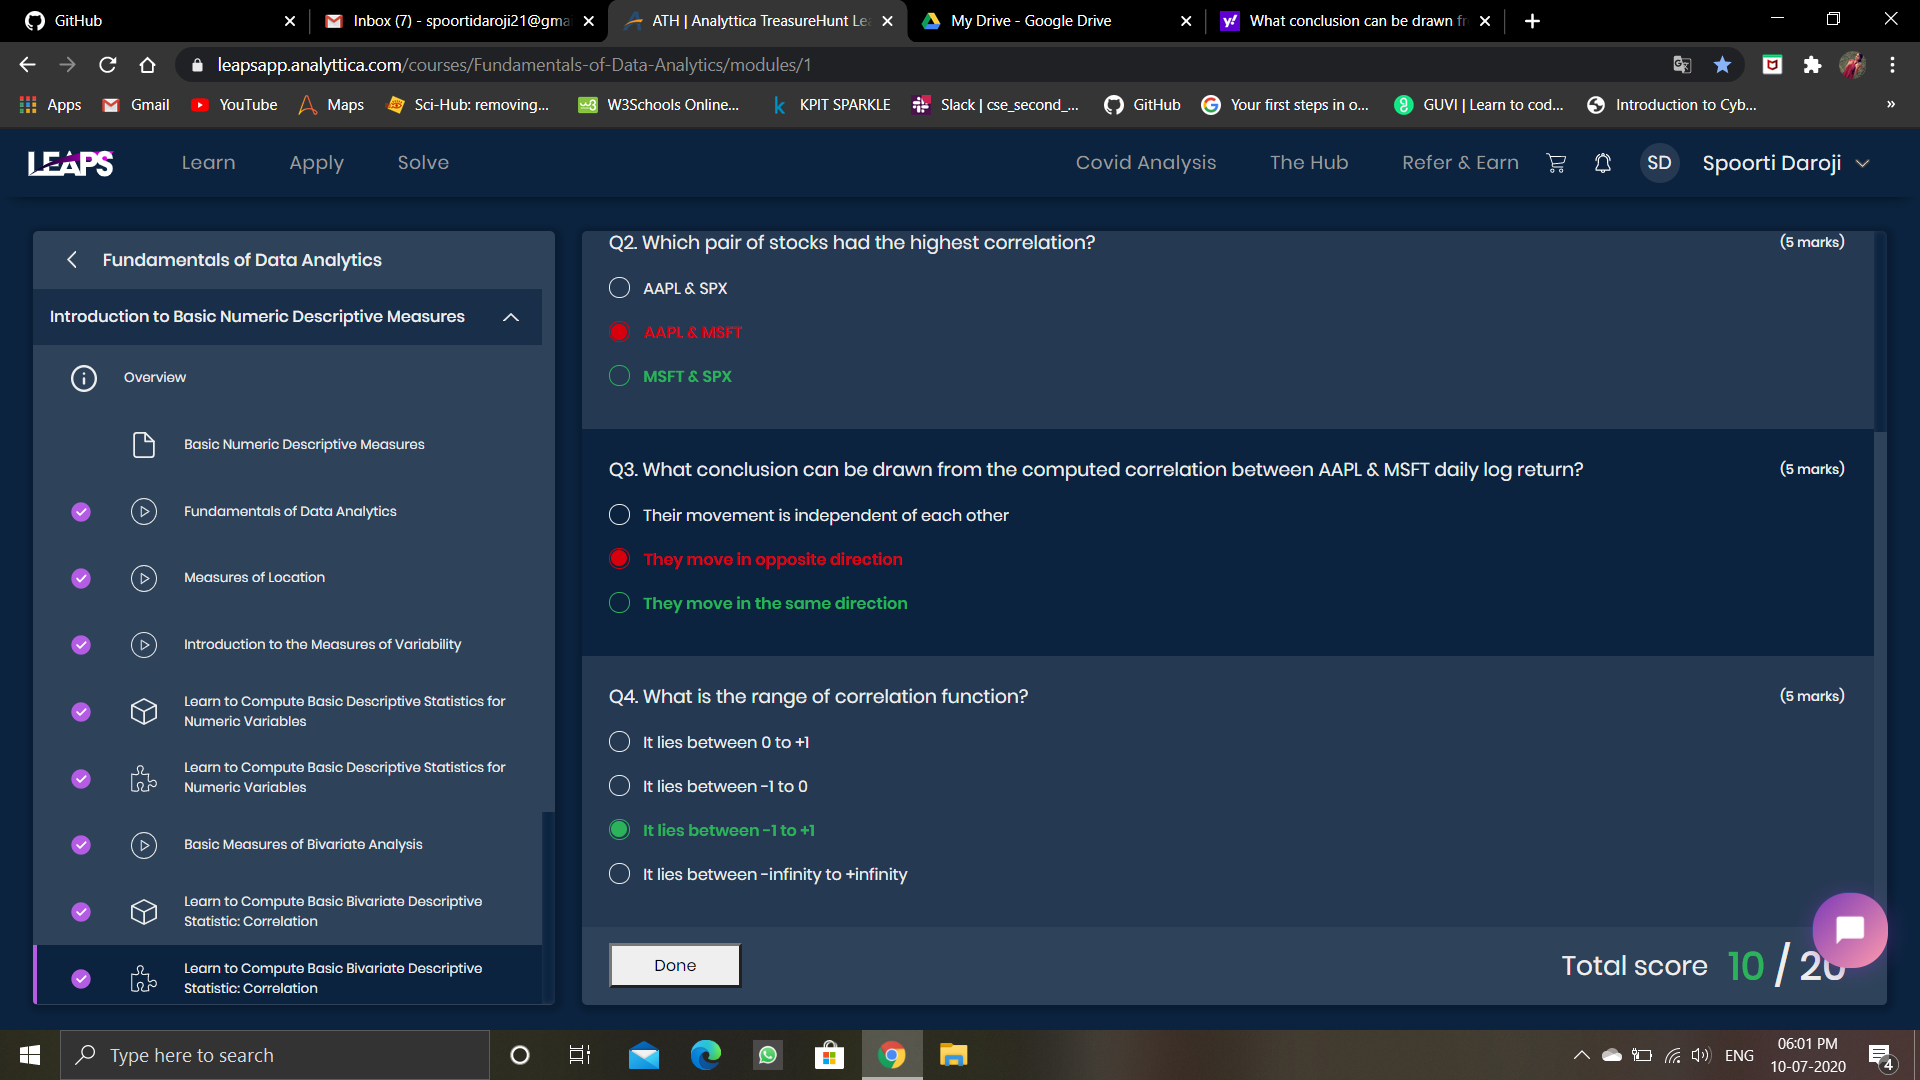 GitHub
Inbox (7) - spoortidaroji21@gma
ATH | Analyttica TreasureHunt Lea
My Drive - Google Drive
What conclusion can be drawn fr
leapsapp.analyttica.com/courses/Fundamentals-of-Data-Analytics/modules/1
Apps
Gmail
YouTube
Maps
Sci-Hub: removing...
W3Schools Online...
KPIT SPARKLE
Slack | cse_second_...
GitHub
Your first steps in o...
GUVI | Learn to cod...
Introduction to Cyb...
»
LEAPS
Learn
Apply
Solve
Covid Analysis
The Hub
Refer & Earn
SD
Spoorti Daroji
Fundamentals of Data Analytics
Introduction to Basic Numeric Descriptive Measures
Overview
Basic Numeric Descriptive Measures
Fundamentals of Data Analytics
Measures of Location
Introduction to the Measures of Variability
Learn to Compute Basic Descriptive Statistics for
Numeric Variables
Learn to Compute Basic Descriptive Statistics for
Numeric Variables
Basic Measures of Bivariate Analysis
Learn to Compute Basic Bivariate Descriptive
Statistic: Correlation
Learn to Compute Basic Bivariate Descriptive
Statistic: Correlation
Q2. Which pair of stocks had the highest correlation?
(5 marks)
AAPL & SPX
AAPL & MSFT
MSFT & SPX
Q3. What conclusion can be drawn from the computed correlation between AAPL & MSFT daily log return?
(5 marks)
Their movement is independent of each other
They move in opposite direction
They move in the same direction
Q4. What is the range of correlation function?
(5 marks)
It lies between 0 to +1
It lies between -1 to 0
It lies between -1 to +1
It lies between -infinity to +infinity
Done
Total score 10 / 20
Type here to search
ENG
06:01 PM
10-07-2020
4